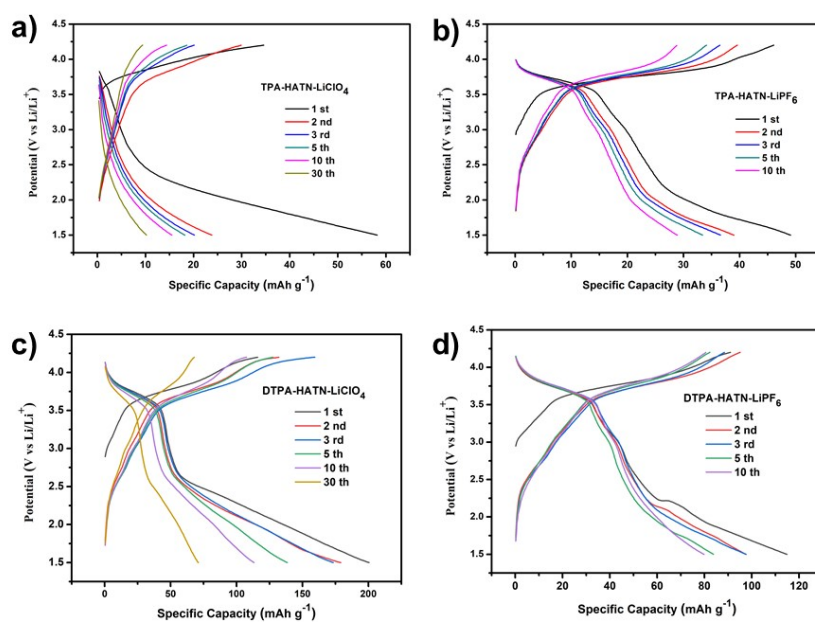 a)
4.5
4.0
3.5
3.0
2.5
2.0
1.5
Potential (V vs Li/Li+)
TPA-HATN-LiClO4
1 st
2 nd
3 rd
5 th
10 th
30 th
0 10 20 30 40 50 60
Specific Capacity (mAh g-1)
b)
4.5
4.0
3.5
3.0
2.5
2.0
1.5
Potential (V vs Li/Li+)
TPA-HATN-LiPF6
1 st
2 nd
3 rd
5 th
10 th
0 10 20 30 40 50
Specific Capacity (mAh g-1)
c)
4.5
4.0
3.5
3.0
2.5
2.0
1.5
Potential (V vs Li/Li+)
DTPA-HATN-LiClO4
1 st
2 nd
3 rd
5 th
10 th
30 th
0 50 100 150 200
Specific Capacity (mAh g-1)
d)
4.5
4.0
3.5
3.0
2.5
2.0
1.5
Potential (V vs Li/Li+)
DTPA-HATN-LiPF6
1 st
2 nd
3 rd
5 th
10 th
0 20 40 60 80 100 120
Specific Capacity (mAh g-1)